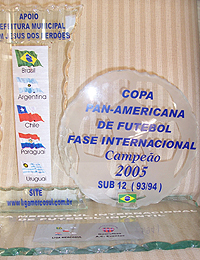 APOIO
PREFEITURA MUNICIPAL
BOM JESUS DOS PERDÕES
Brasil
Argentina
Chile
Paraguai
Uruguai
SITE
COPA
PAN-AMERICANA
DE FUTEBOL
FASE INTERNACIONAL
Campeão
2005
SUB 12 (93/94)